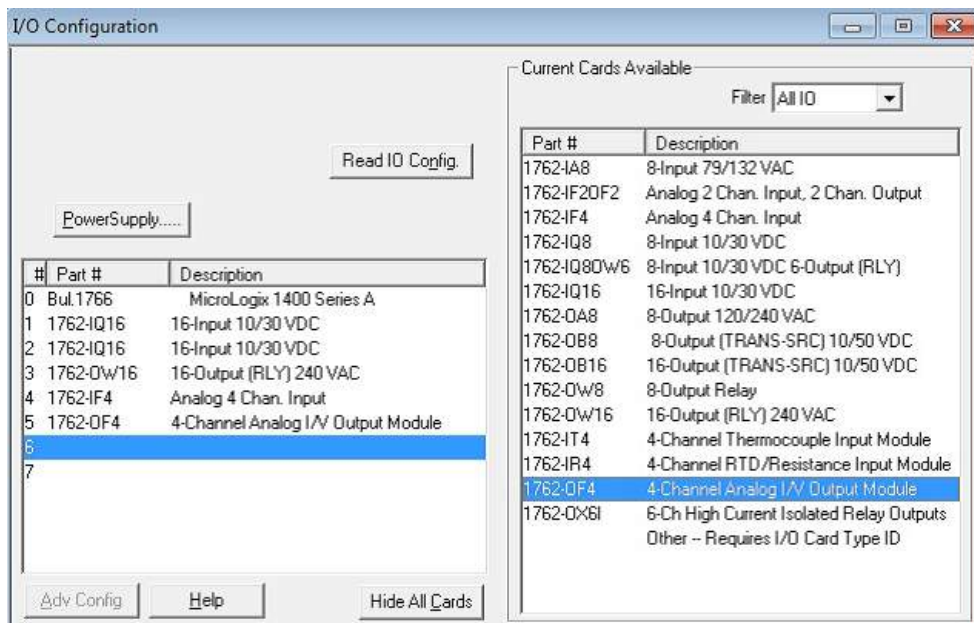 I/O Configuration
Read IO Config.
PowerSupply.....
# Part # Description
0 Bul.1766 MicroLogix 1400 Series A
1 1762-IQ16 16-Input 10/30 VDC
2 1762-IQ16 16-Input 10/30 VDC
3 1762-OW16 16-Output (RLY) 240 VAC
4 1762-IF4 Analog 4 Chan. Input
5 1762-OF4 4-Channel Analog I/V Output Module
6
7
Adv Config Help Hide All Cards
Current Cards Available
Filter All IO
Part # Description
1762-IA8 8-Input 79/132 VAC
1762-IF2OF2 Analog 2 Chan. Input, 2 Chan. Output
1762-IF4 Analog 4 Chan. Input
1762-IQ8 8-Input 10/30 VDC
1762-IQ8OW6 8-Input 10/30 VDC 6-Output (RLY)
1762-IQ16 16-Input 10/30 VDC
1762-OA8 8-Output 120/240 VAC
1762-OB8 8-Output (TRANS-SRC) 10/50 VDC
1762-OB16 16-Output (TRANS-SRC) 10/50 VDC
1762-OW8 8-Output Relay
1762-OW16 16-Output (RLY) 240 VAC
1762-IT4 4-Channel Thermocouple Input Module
1762-IR4 4-Channel RTD/Resistance Input Module
1762-OF4 4-Channel Analog I/V Output Module
1762-OX6I 6-Ch High Current Isolated Relay Outputs
Other -- Requires I/O Card Type ID